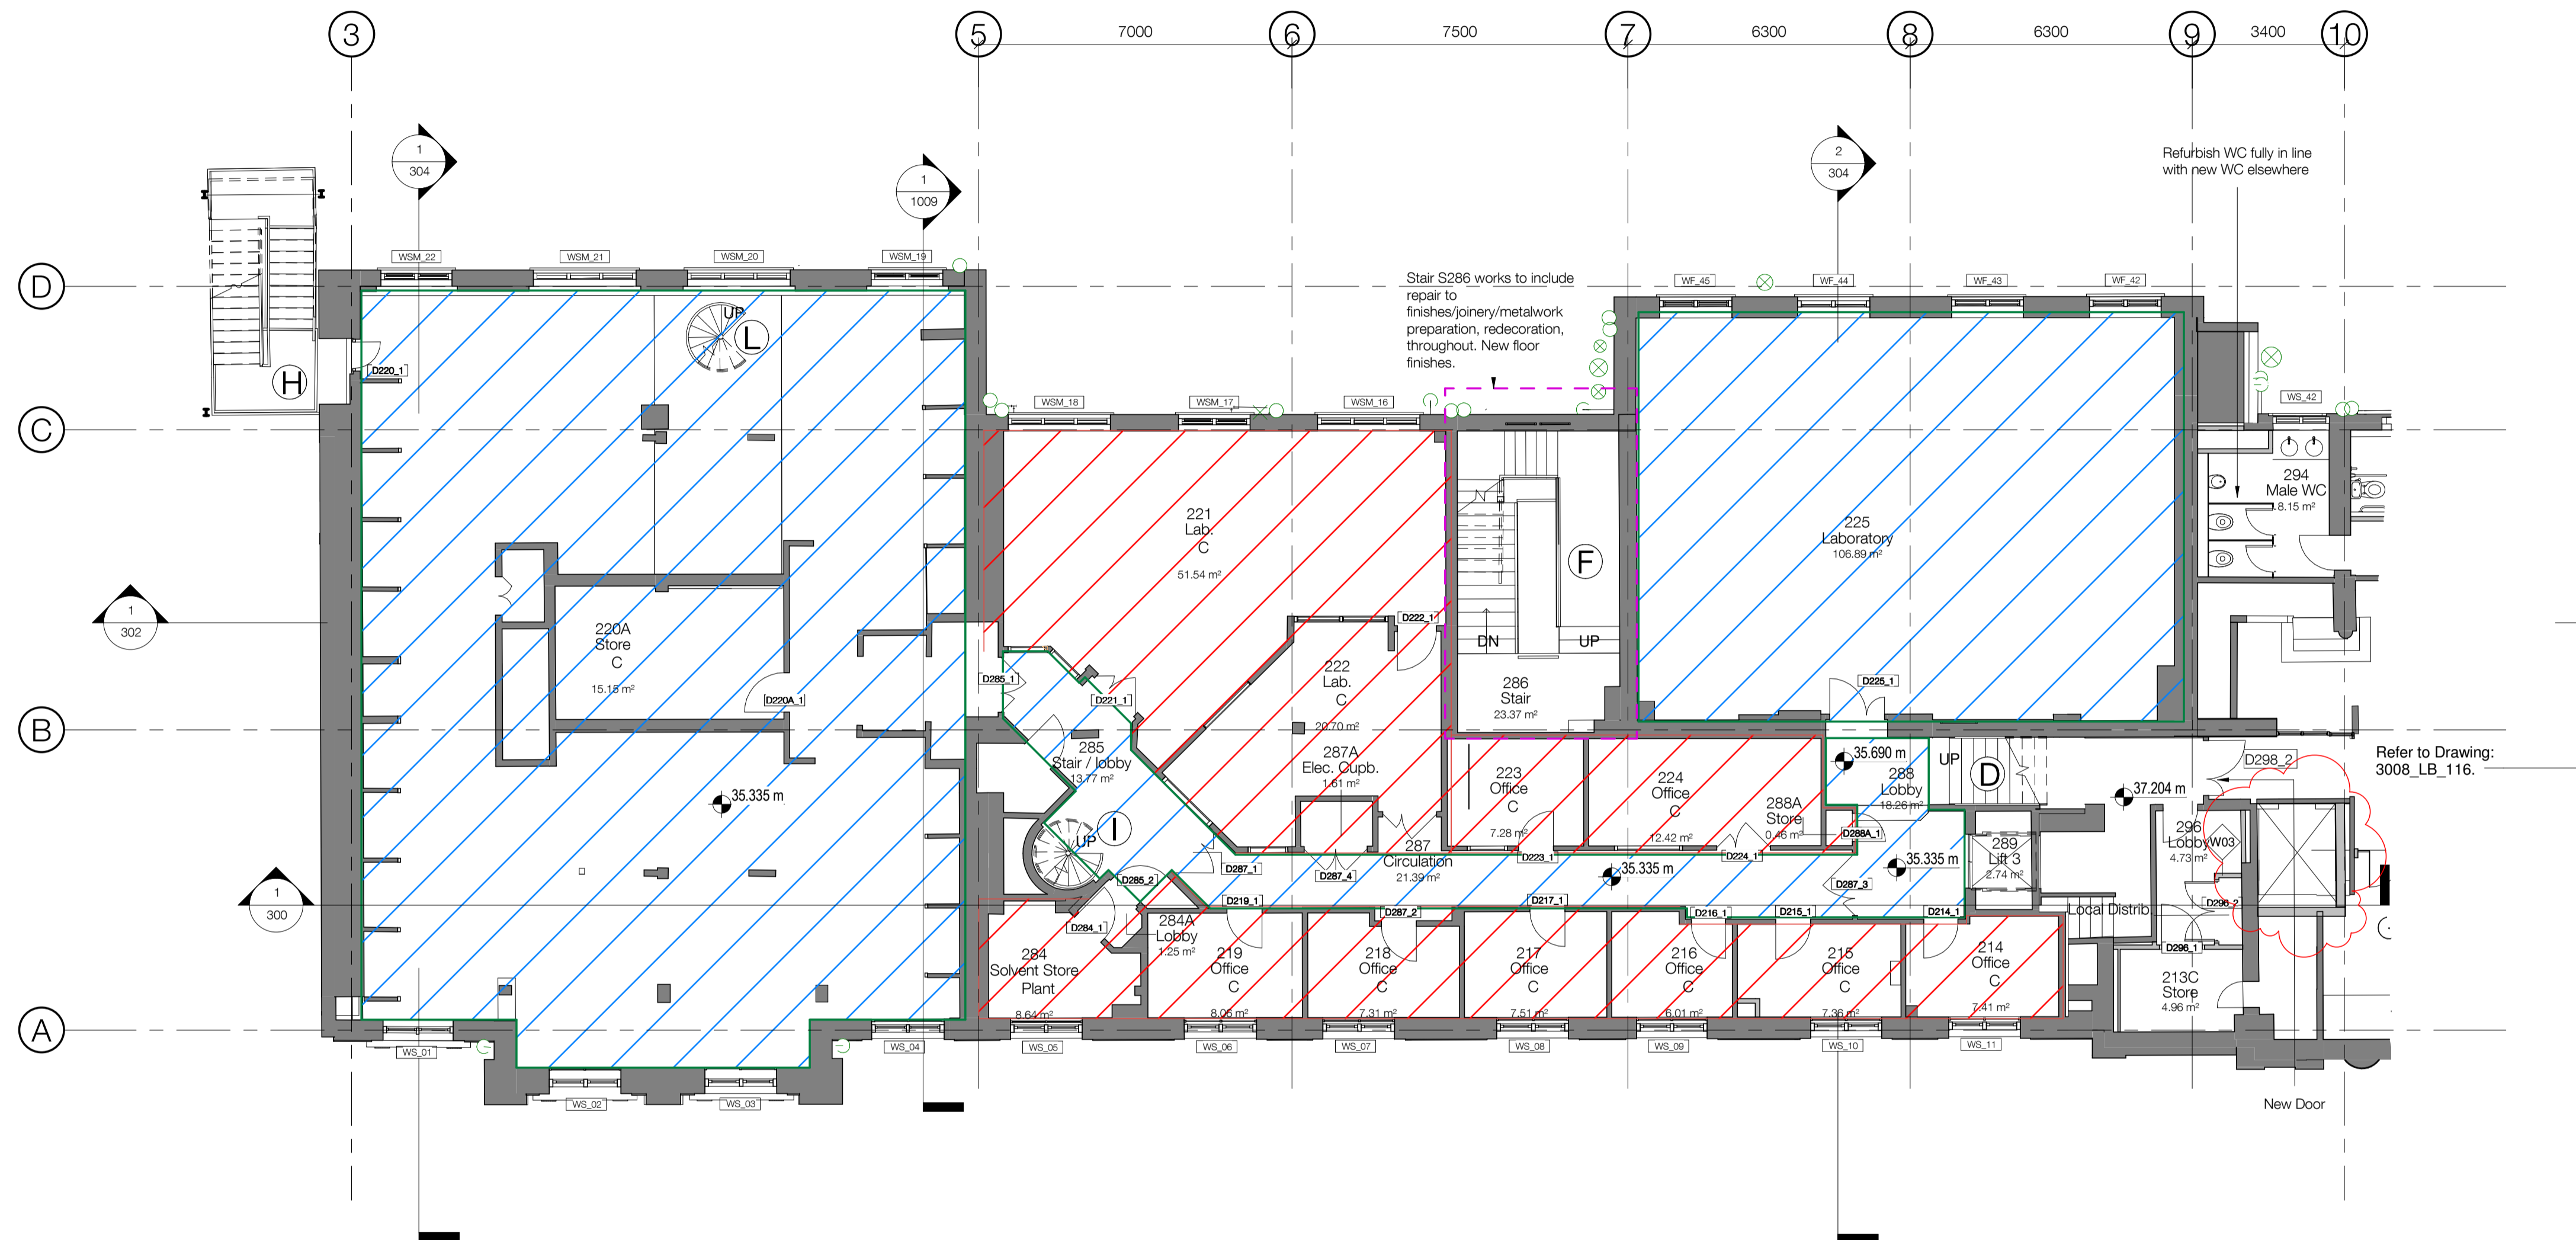 3
5
7000
6
7500
7
6300
8
6300
9
3400
10
1
304
1
1009
2
304
Refurbish WC fully in line
with new WC elsewhere
D
WSM_22
WSM_21
WSM_20
WSM_19
Stair S286 works to include
repair to
finishes/joinery/metalwork
preparation, redecoration,
throughout. New floor
finishes.
WF_45
WF_44
WF_43
WF_42
UP
L
H
D220_1
C
WSM_18
WSM_17
WSM_16
WS_42
294
Male WC
8.15 m²
221
Lab.
C
51.54 m²
225
Laboratory
106.89 m²
F
1
302
220A
Store
C
15.15 m²
D220A_1
D222_1
DN
UP
D285_1
D221_1
222
Lab.
C
20.70 m²
286
Stair
23.37 m²
D225_1
B
285
Stair / lobby
13.77 m²
287A
Elec. Cupb.
1.61 m²
223
Office
C
7.28 m²
224
Office
C
12.42 m²
288A
Store
0.46 m²
35.690 m
288
Lobby
18.26 m²
UP
D
D298_2
Refer to Drawing:
3008_LB_116.
35.335 m
37.204 m
UP
I
D288A_1
296
Lobby
4.73 m²
W03
289
Lift 3
2.74 m²
287
Circulation
21.39 m²
D223_1
D224_1
D287_1
D287_4
35.335 m
35.335 m
D285_2
D287_3
1
300
D219_1
D287_2
D217_1
D216_1
D215_1
D214_1
Local Distrib.
D296_2
D284_1
284A
Lobby
1.25 m²
D296_1
284
Solvent Store
Plant
8.64 m²
219
Office
C
8.06 m²
218
Office
C
7.31 m²
217
Office
C
7.51 m²
216
Office
C
6.01 m²
215
Office
C
7.36 m²
214
Office
C
7.41 m²
213C
Store
4.96 m²
A
WS_01
WS_04
WS_05
WS_06
WS_07
WS_08
WS_09
WS_10
WS_11
WS_02
WS_03
New Door